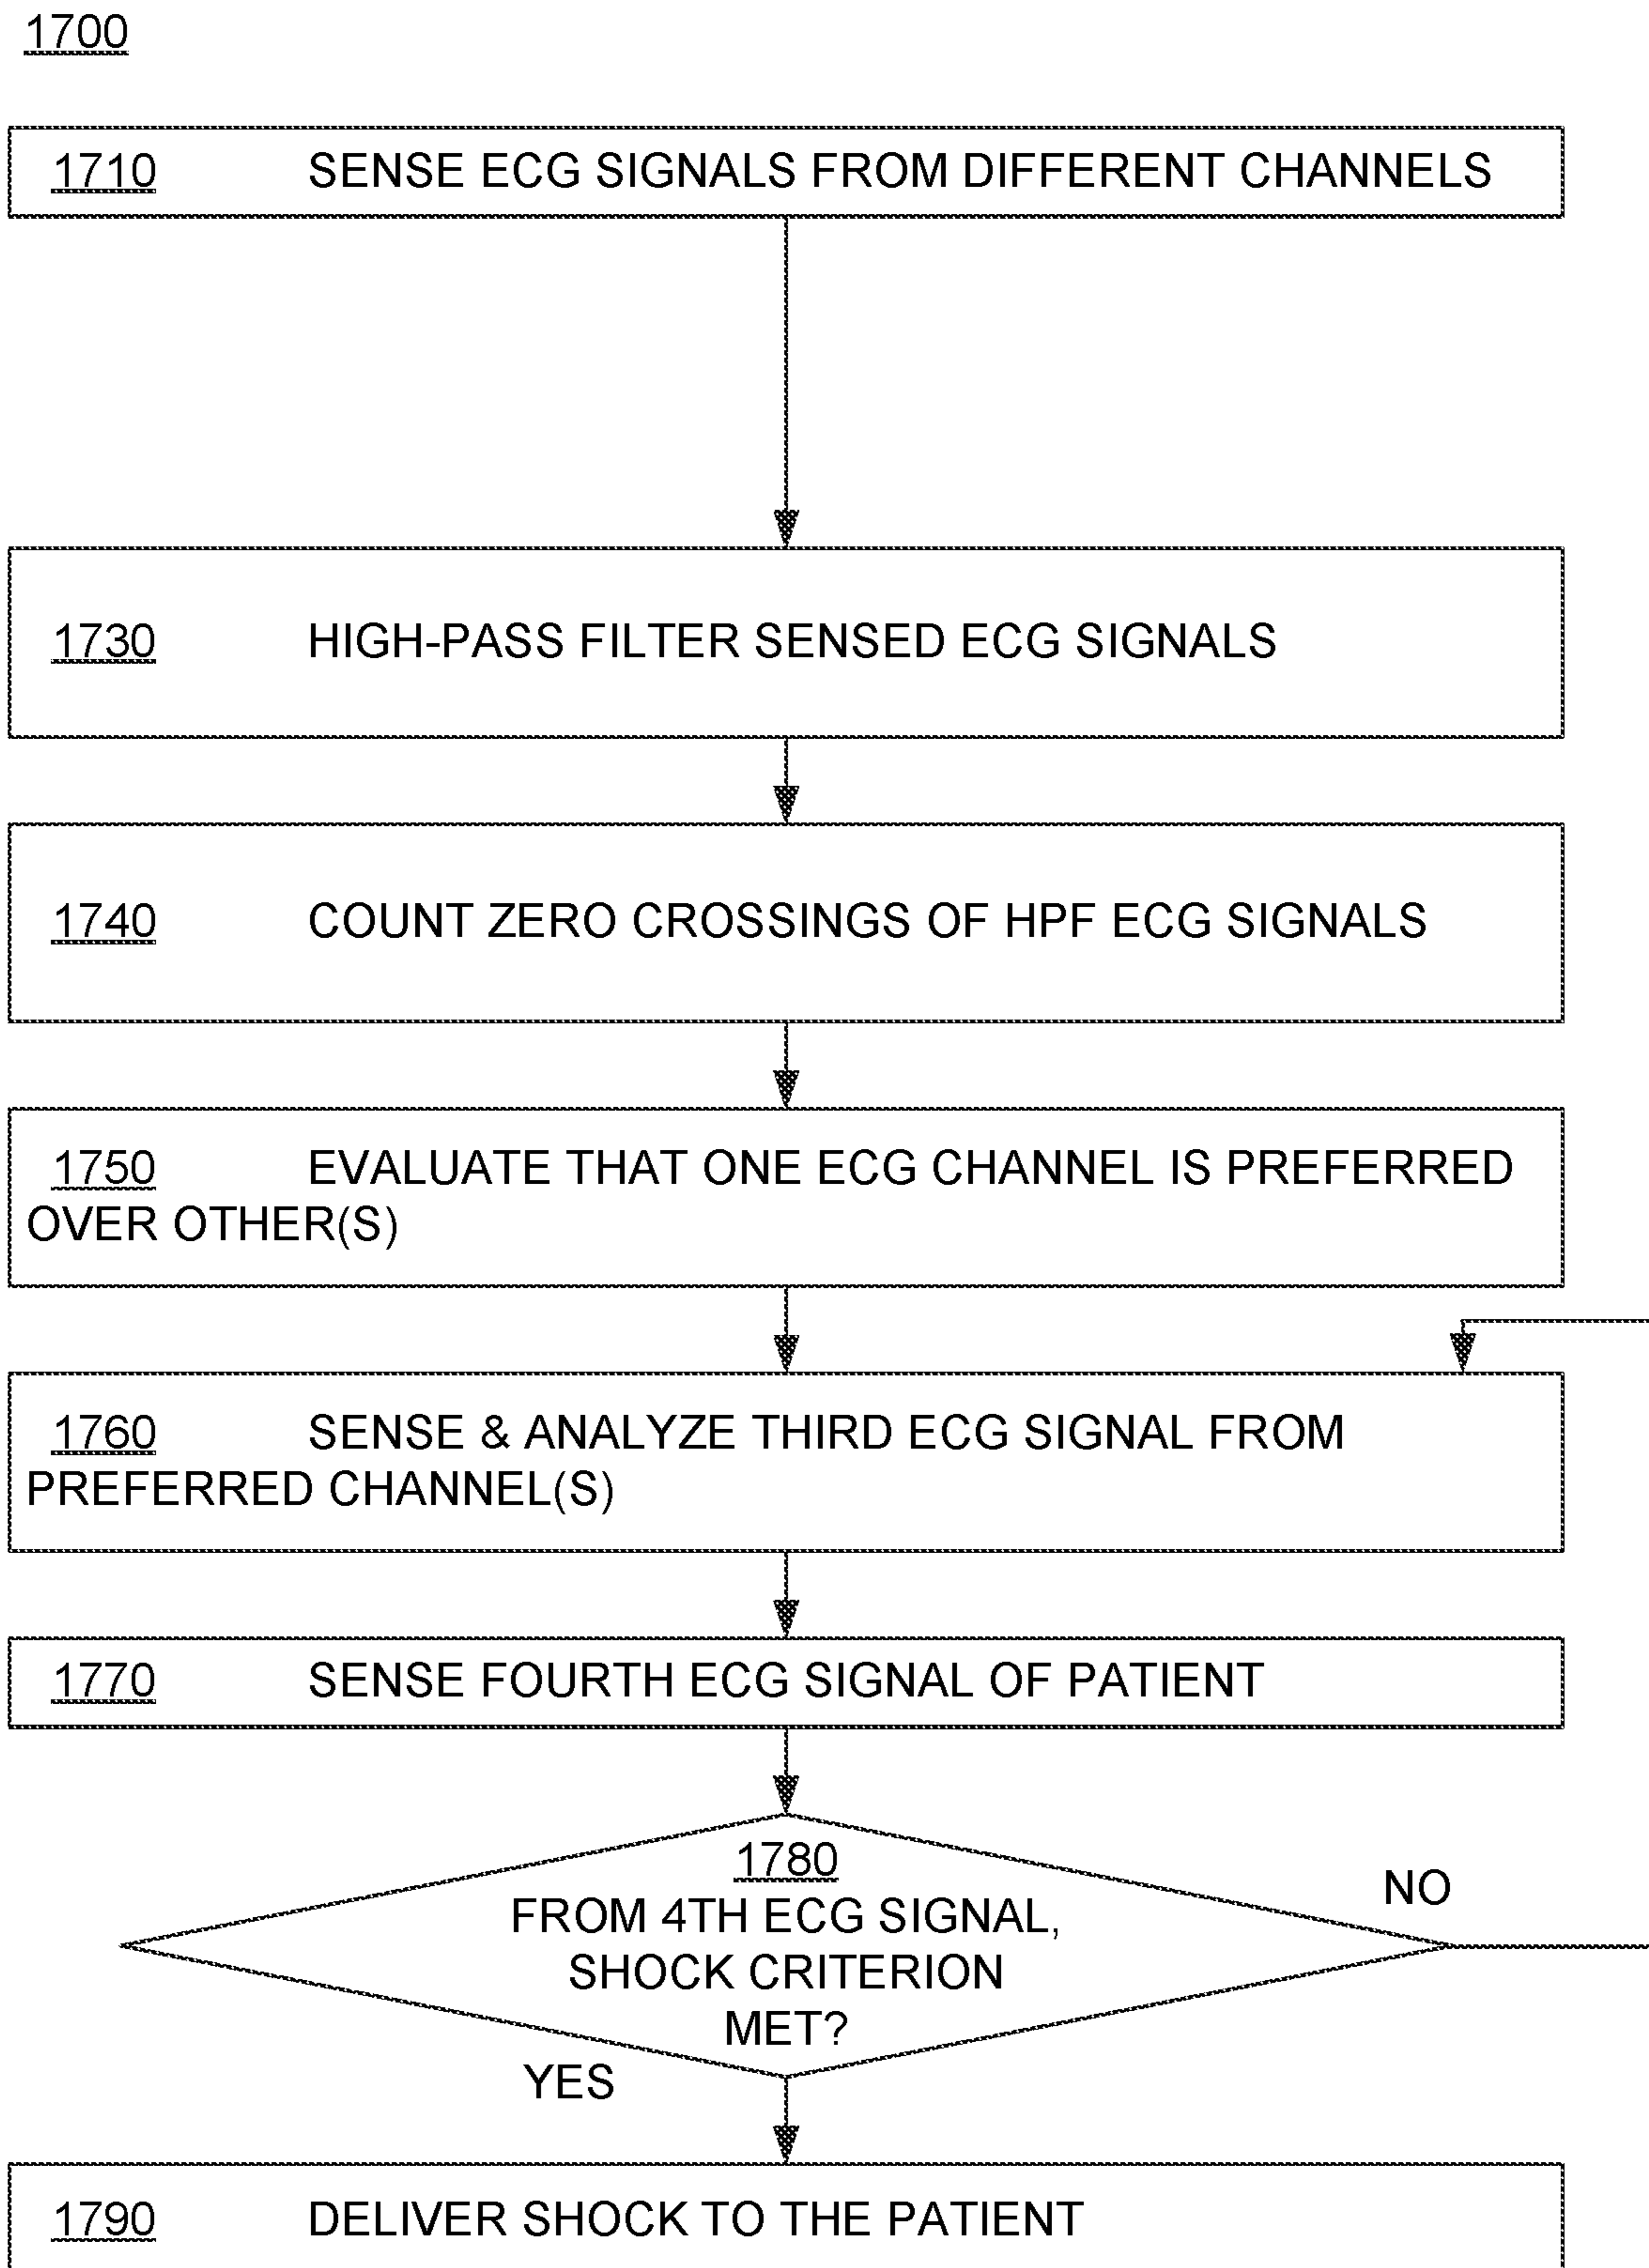 1700
1710 SENSE ECG SIGNALS FROM DIFFERENT CHANNELS
1730 HIGH-PASS FILTER SENSED ECG SIGNALS
1740 COUNT ZERO CROSSINGS OF HPF ECG SIGNALS
1750 EVALUATE THAT ONE ECG CHANNEL IS PREFERRED
OVER OTHER(S)
1760 SENSE & ANALYZE THIRD ECG SIGNAL FROM
PREFERRED CHANNEL(S)
1770 SENSE FOURTH ECG SIGNAL OF PATIENT
1780
FROM 4TH ECG SIGNAL,
SHOCK CRITERION
MET?
NO
YES
1790 DELIVER SHOCK TO THE PATIENT